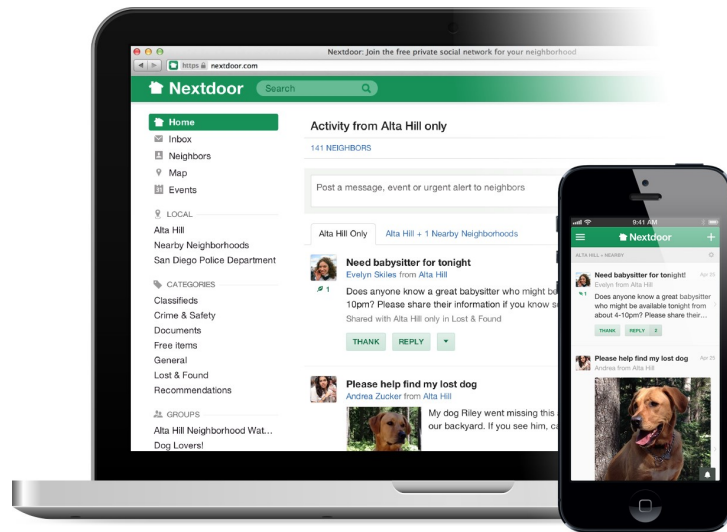 Nextdoor: Join the free private social network for your neighborhood
https nextdoor.com
Nextdoor
Search
Home
Inbox
Neighbors
Map
31 Events
LOCAL
Alta Hill
Nearby Neighborhoods
San Diego Police Department
CATEGORIES
Classifieds
Crime & Safety
Documents
Free items
General
Lost & Found
Recommendations
GROUPS
Alta Hill Neighborhood Wat...
Dog Lovers!
Activity from Alta Hill only
141 NEIGHBORS
Post a message, event or urgent alert to neighbors
Alta Hill Only Alta Hill + 1 Nearby Neighborhoods
Need babysitter for tonight
Evelyn Skiles from Alta Hill
1
Does anyone know a great babysitter who might be
10pm? Please share their information if you know
Shared with Alta Hill only in Lost & Found
THANK REPLY
Please help find my lost dog
Andrea Zucker from Alta Hill
My dog Riley went missing this
our backyard. If you see him,
9:41 AM
Nextdoor
ALTA HILL + NEARBY
Need babysitter for tonight! Apr 25
Evelyn from Alta Hill
1
Does anyone know a great babysitter
who might be available tonight from
about 4-10pm? Please share their...
THANK REPLY 2
Please help find my lost dog Apr 25
Andrea from Alta Hill